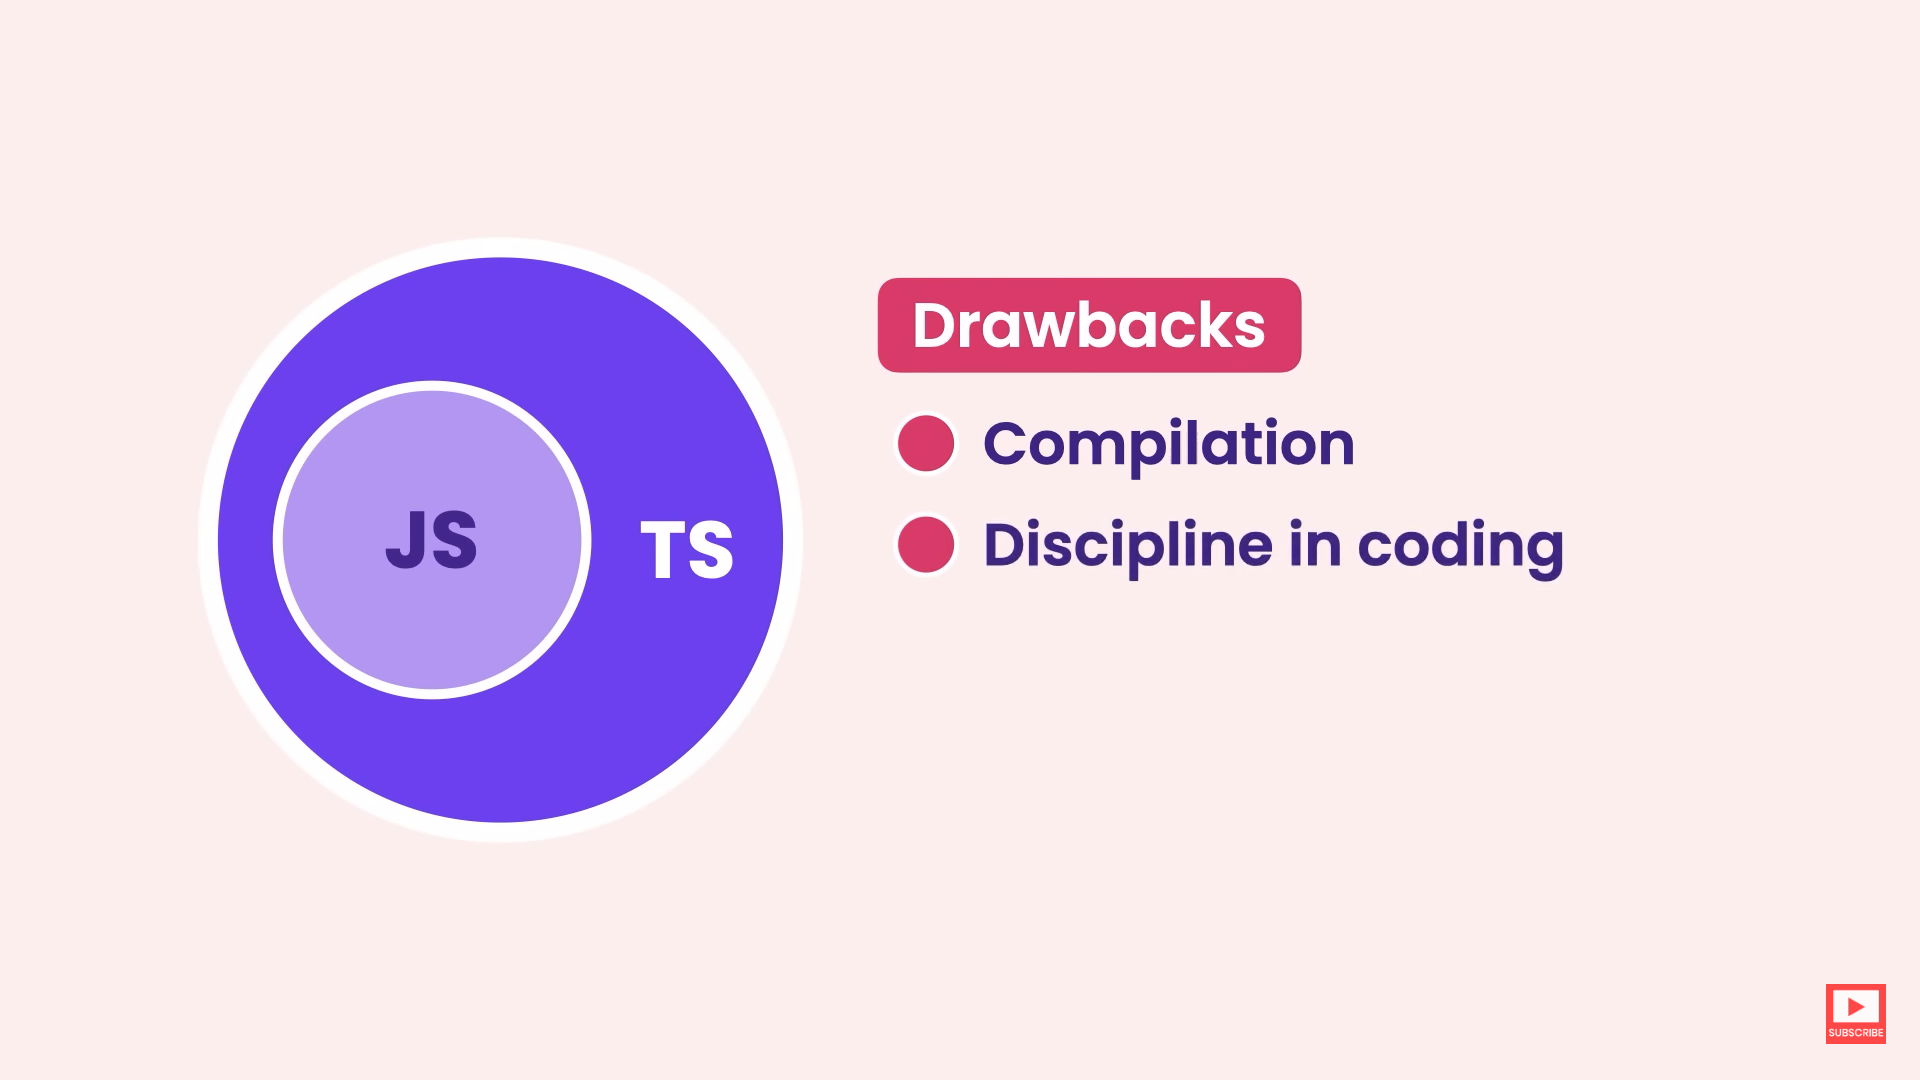 Drawbacks
Compilation
Discipline in coding
JS
TS
SUBSCRIBE